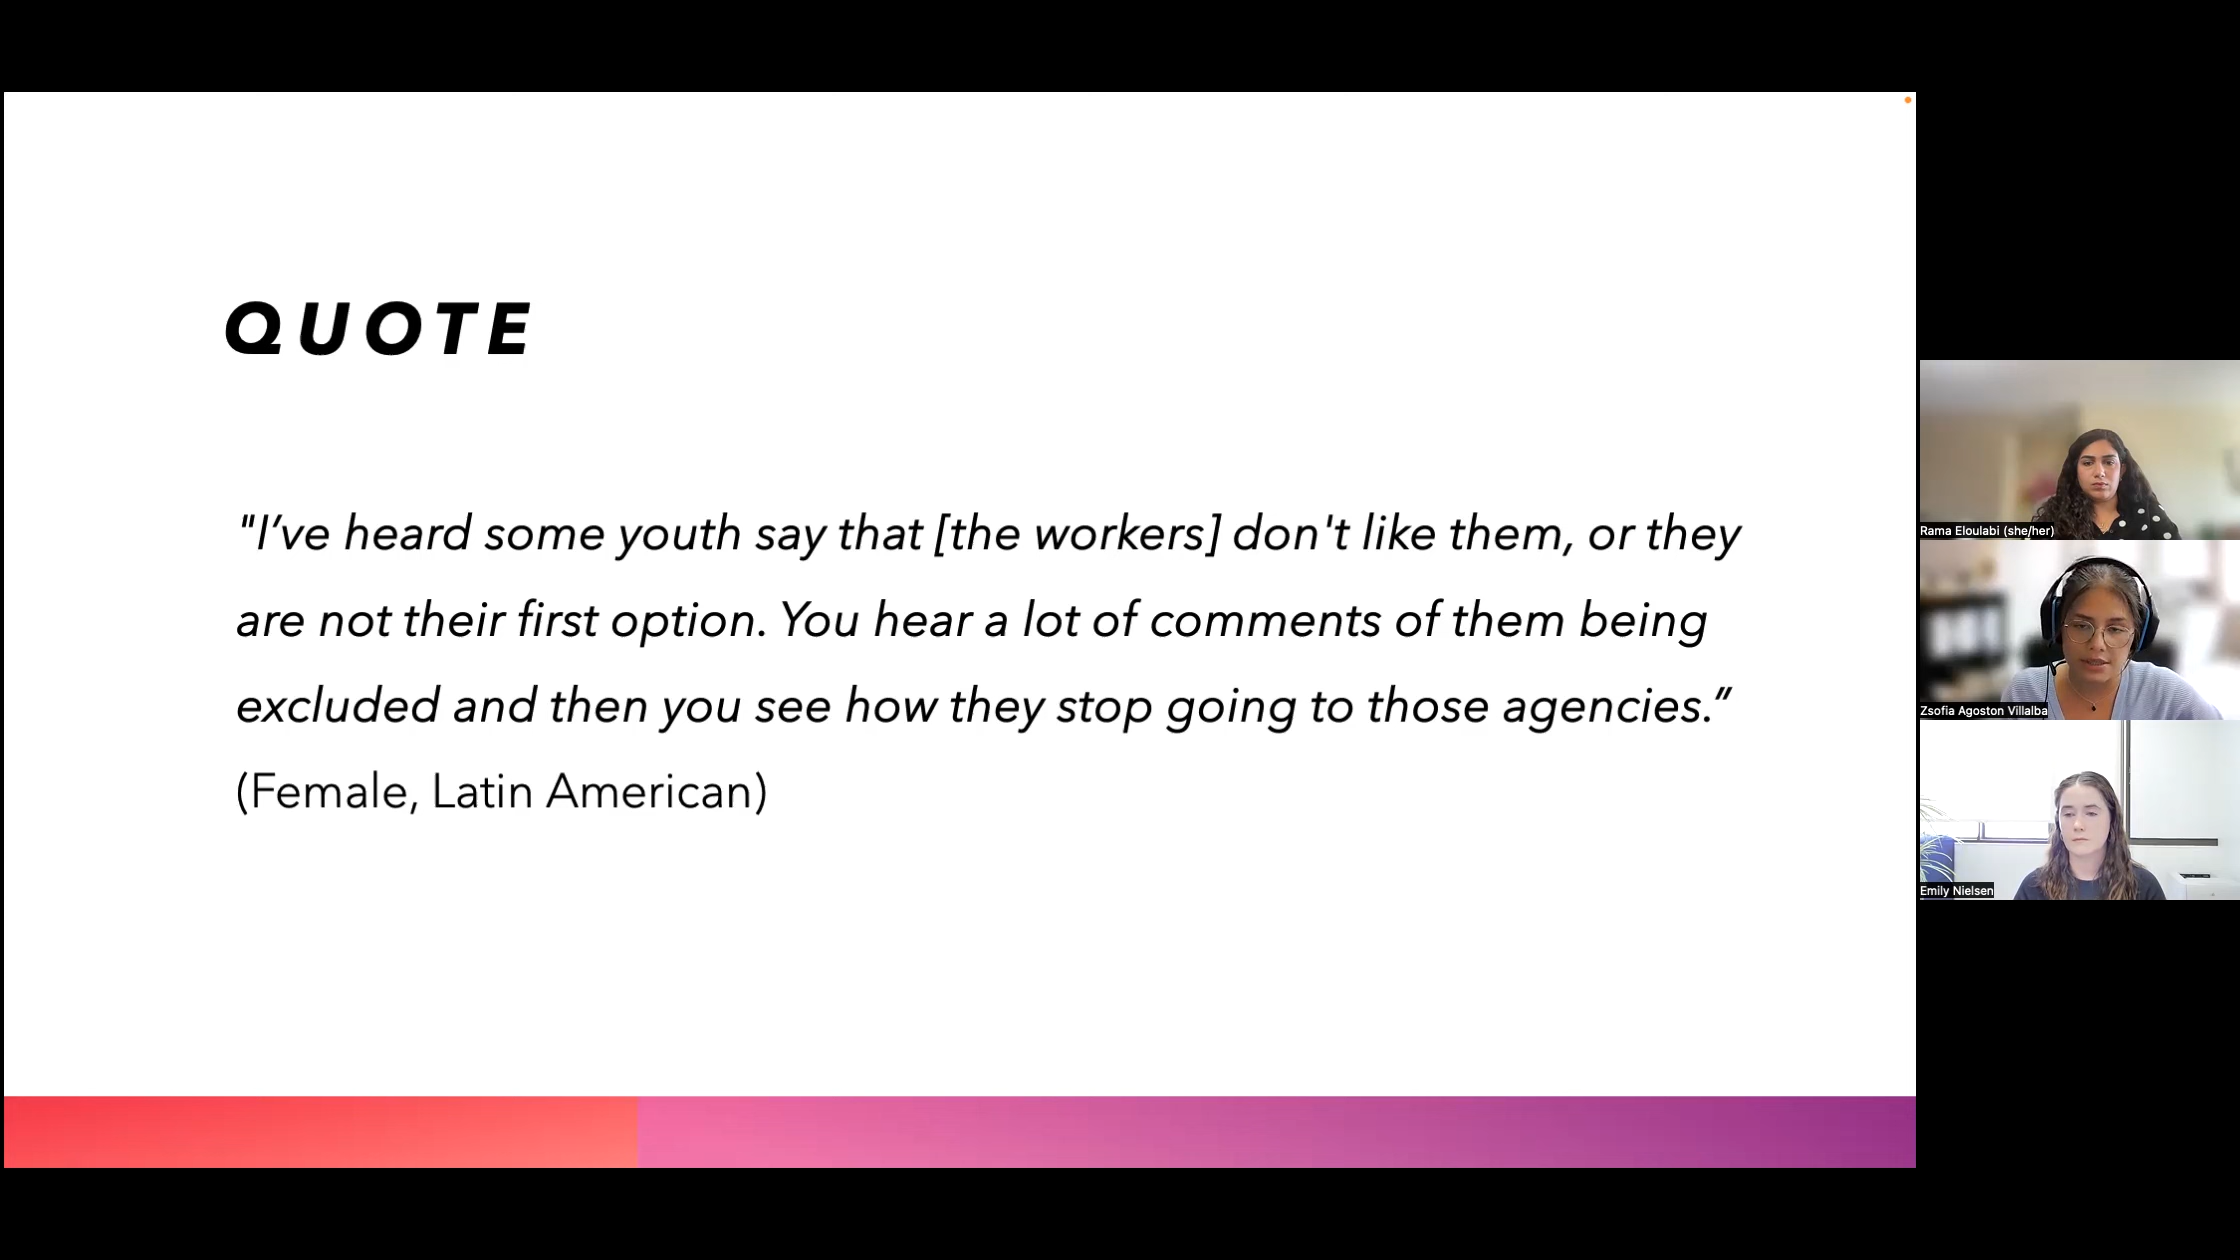 QUOTE
"I’ve heard some youth say that [the workers] don't like them, or they
are not their first option. You hear a lot of comments of them being
excluded and then you see how they stop going to those agencies.”
(Female, Latin American)
Rama Eloulabi (she/her)
Zsofia Agoston Villalba
Emily Nielsen